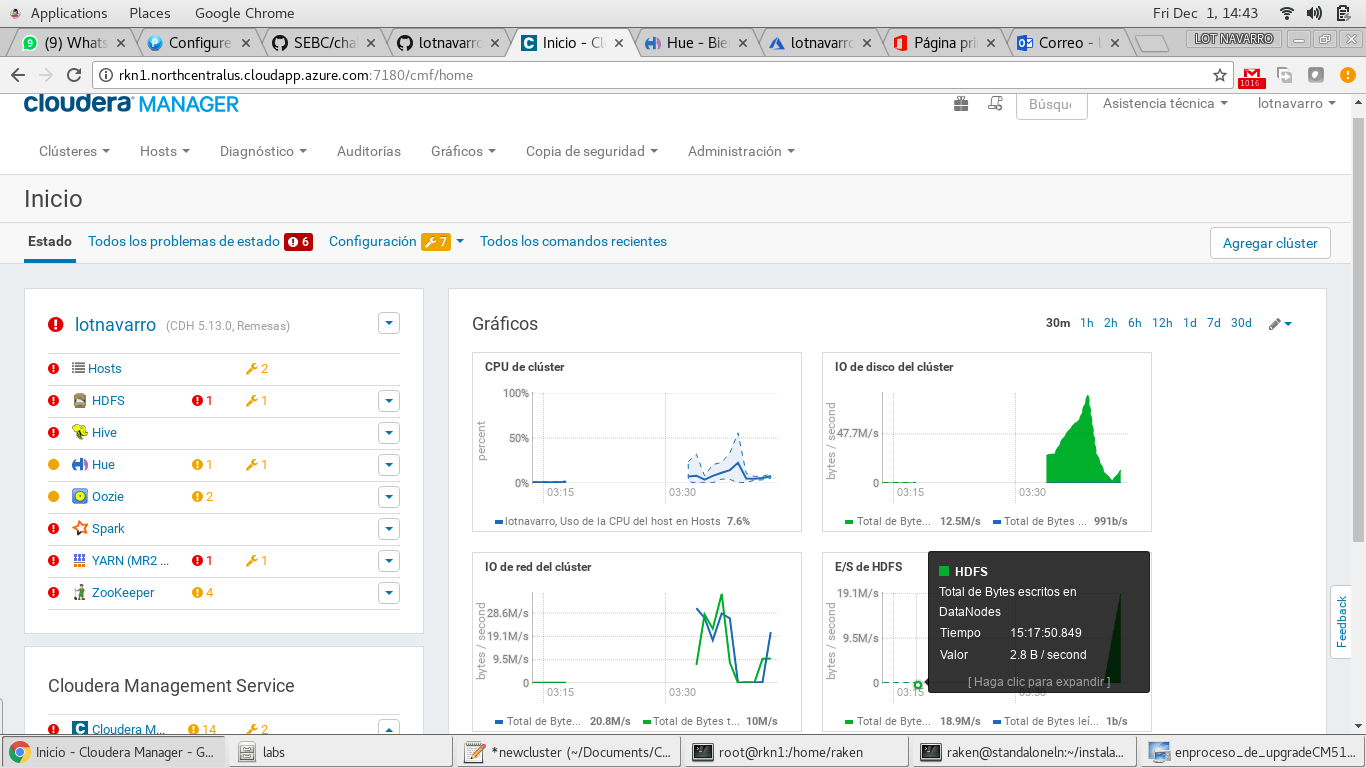 Applications Places Google Chrome Fri Dec 1, 14:43
(9) Whats Configure SEBC/cha lotnavarro Inicio - Cl Hue - Bie lotnavarro Página pri Correo - l LOT NAVARRO
rkn1.northcentralus.cloudapp.azure.com:7180/cmf/home 1016
cloudera MANAGER Búsqu Asistencia técnica lotnavarro
Clústeres Hosts Diagnóstico Auditorías Gráficos Copia de seguridad Administración
Inicio
Estado Todos los problemas de estado 6 Configuración 7 Todos los comandos recientes Agregar clúster
lotnavarro (CDH 5.13.0, Remesas)
Hosts 2
HDFS 1 1
Hive
Hue 1 1
Oozie 2
Spark
YARN (MR2 ... 1 1
ZooKeeper 4
Cloudera Management Service
Cloudera M... 14 2
Gráficos 30m 1h 2h 6h 12h 1d 7d 30d
CPU de clúster
percent
100%
50%
0%
03:15 03:30
lotnavarro, Uso de la CPU del host en Hosts 7.6%
IO de disco del clúster
bytes / second
47.7M/s
0
03:15 03:30
Total de Byte... 12.5M/s Total de Bytes ... 991b/s
IO de red del clúster
bytes / second
28.6M/s
19.1M/s
9.5M/s
0
03:15 03:30
Total de Byte... 20.8M/s Total de Bytes t... 10M/s
E/S de HDFS
bytes / second
19.1M/s
9.5M/s
0
03:15 03:30
Total de Byte... 18.9M/s Total de Bytes leí... 1b/s
HDFS
Total de Bytes escritos en
DataNodes
Tiempo 15:17:50.849
Valor 2.8 B / second
[ Haga clic para expandir ]
Feedback
Inicio - Cloudera Manager - G... labs *newcluster (~/Documents/C... root@rkn1:/home/raken raken@standaloneln:~/instala... enproceso_de_upgradeCM51...